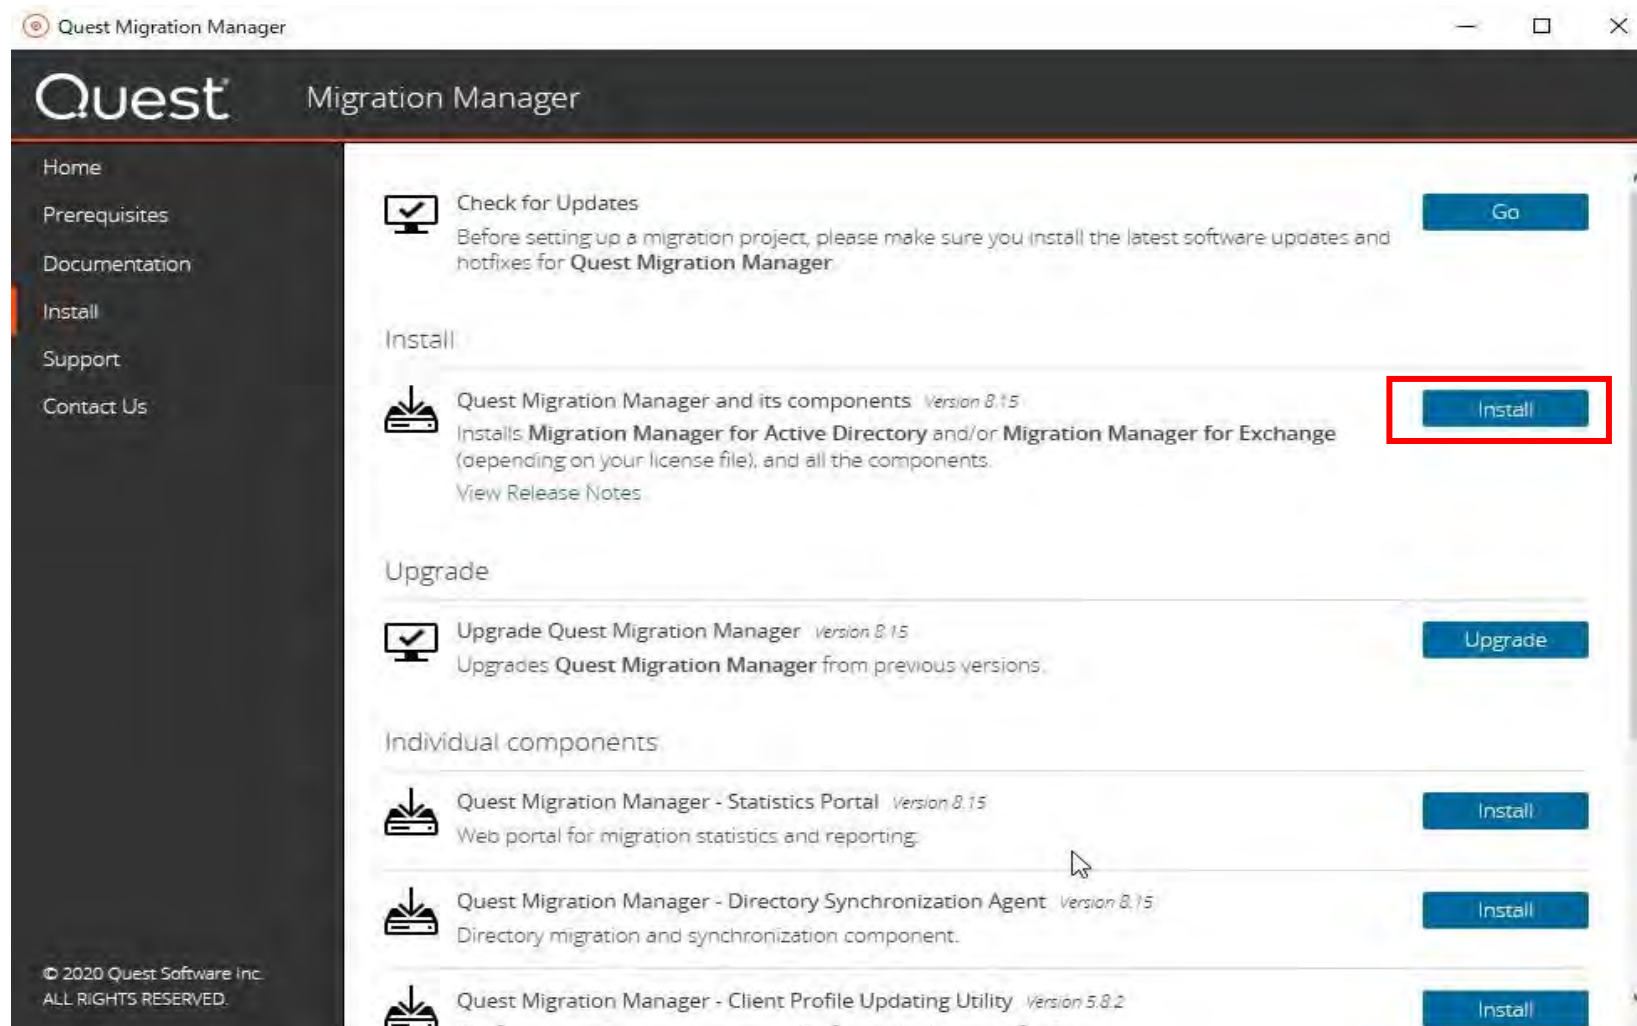 Quest Migration Manager
Quest Migration Manager
Home
Prerequisites
Documentation
Install
Support
Contact Us
Check for Updates
Go
Before setting up a migration project, please make sure you install the latest software updates and
hotfixes for Quest Migration Manager
Install
Quest Migration Manager and its components Version 8.15
Install
Installs Migration Manager for Active Directory and/or Migration Manager for Exchange
(depending on your license file), and all the components.
View Release Notes
Upgrade
Upgrade Quest Migration Manager Version 8.15
Upgrade
Upgrades Quest Migration Manager from previous versions.
Individual components
Quest Migration Manager - Statistics Portal Version 8.15
Install
Web portal for migration statistics and reporting.
Quest Migration Manager - Directory Synchronization Agent Version 8.15
Install
Directory migration and synchronization component.
Quest Migration Manager - Client Profile Updating Utility Version 5.8.2
Install
© 2020 Quest Software Inc.
ALL RIGHTS RESERVED.